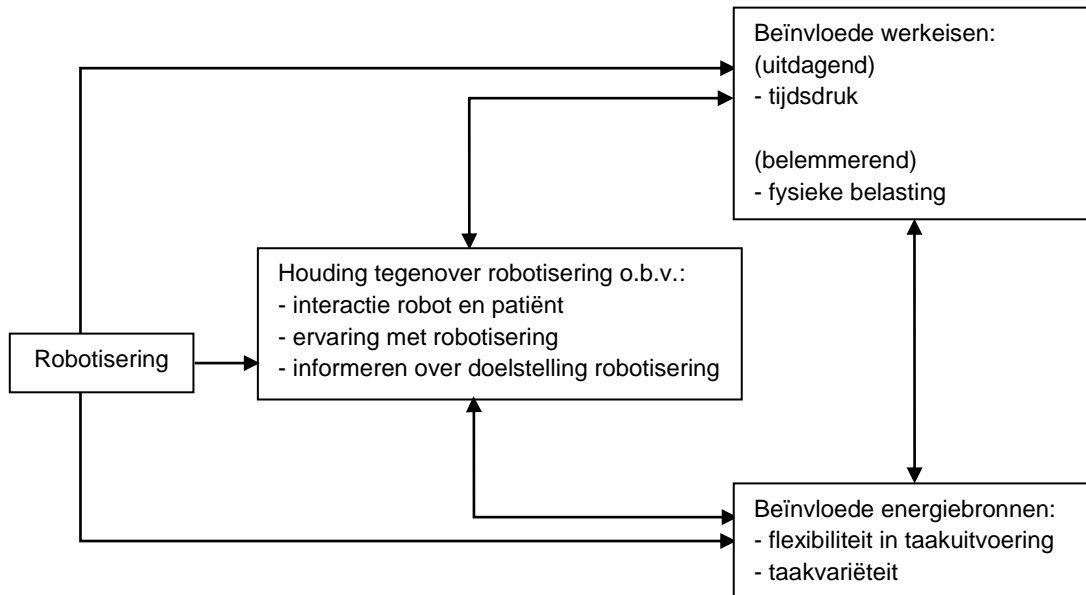 Beïnvloede werkeisen:
(uitdagend)
- tijdsdruk
(belemmerend)
- fysieke belasting
Houding tegenover robotisering o.b.v.:
- interactie robot en patiënt
- ervaring met robotisering
- informeren over doelstelling robotisering
Robotisering
Beïnvloede energiebronnen:
- flexibiliteit in taakuitvoering
- taakvariëteit